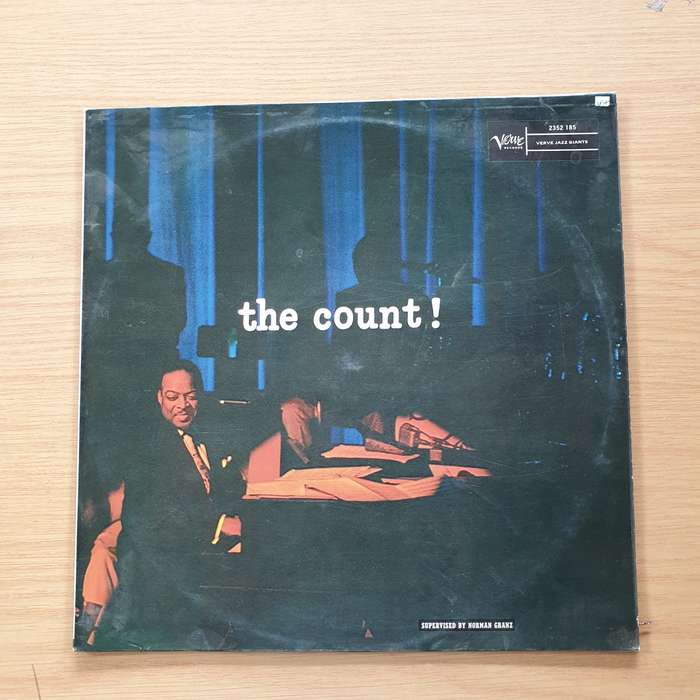 2352 185
Verve
RECORDS
VERVE JAZZ GIANTS
the count!
SUPERVISED BY NORMAN GRANZ